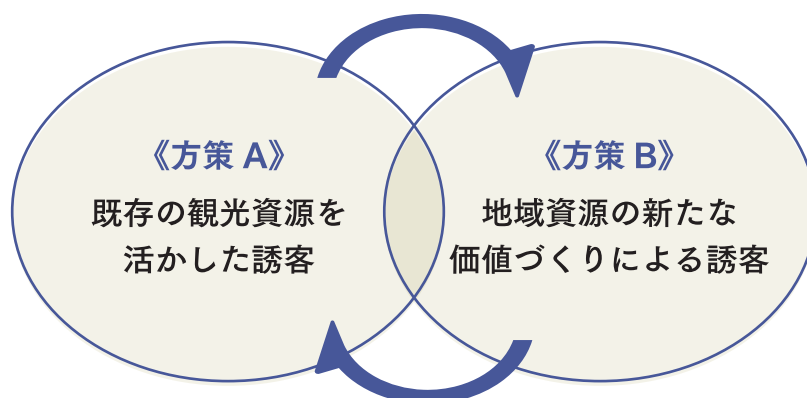 《方策 A》
既存の観光資源を
活かした誘客
《方策 B》
地域資源の新たな
価値づくりによる誘客